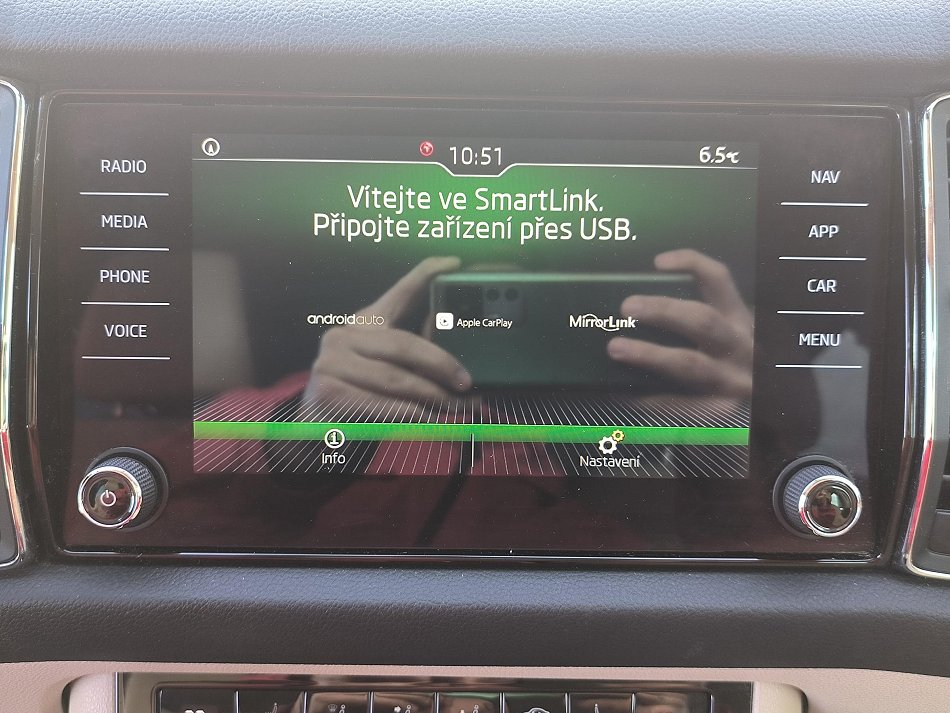 10:51
6.5°C
Vítejte ve SmartLink.
Připojte zařízení přes USB.
androidauto
Apple CarPlay
MirrorLink
Info
Nastavení
RADIO
MEDIA
PHONE
VOICE
NAV
APP
CAR
MENU